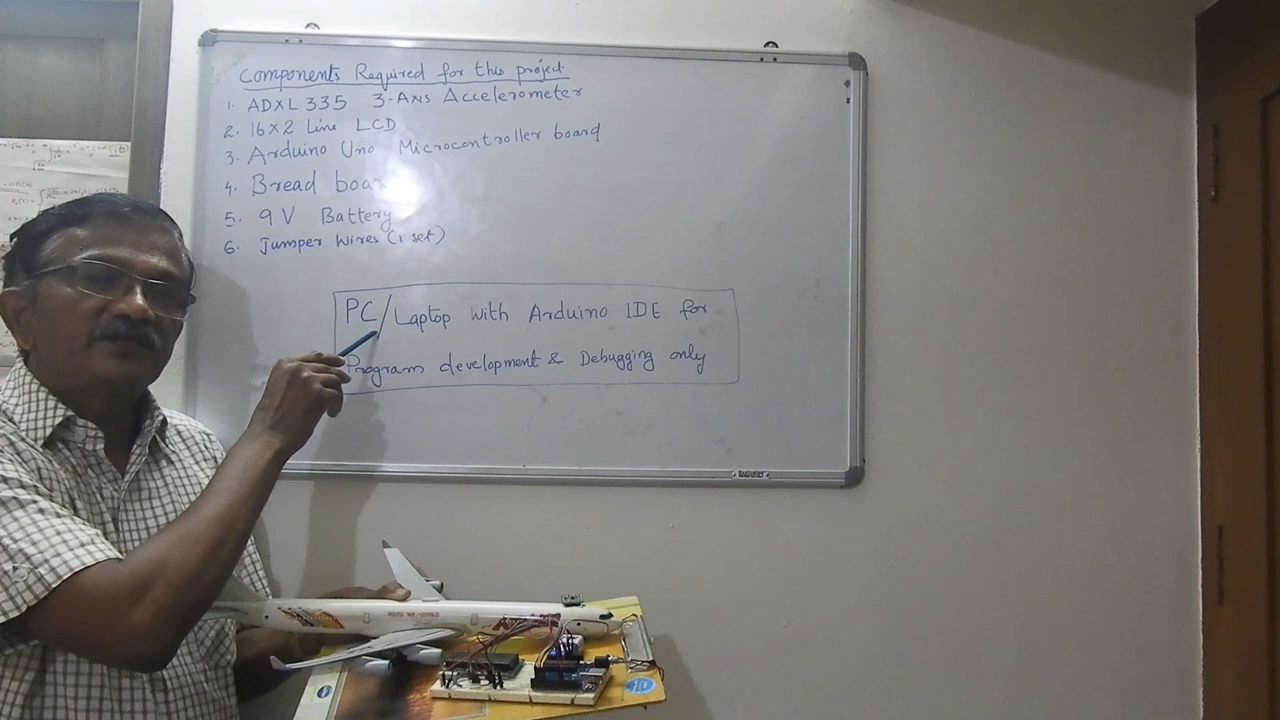 Components Required for this project.
1. ADXL 335 3-Axis Accelerometer
2. 16x2 Line LCD
3. Arduino Uno Microcontroller board
4. Bread board
5. 9V Battery
6. Jumper Wires (1 set)
PC/Laptop with Arduino IDE for
Program development & Debugging only